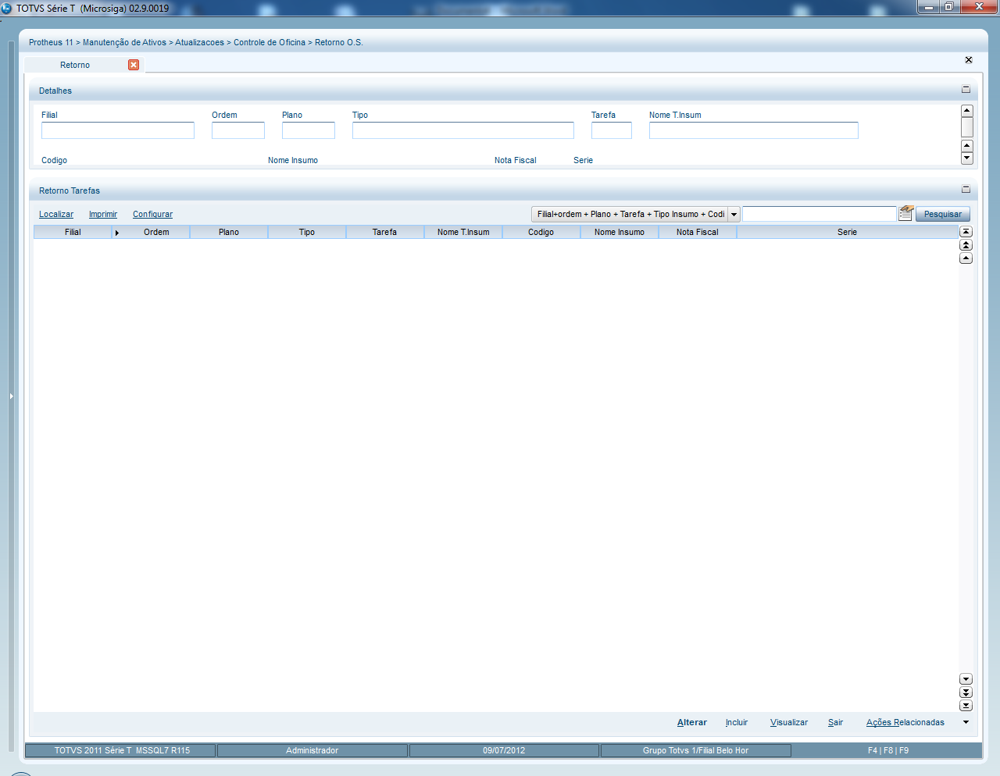 TOTVS Série T (Microsiga) 02.9.0019
Protheus 11 > Manutenção de Ativos > Atualizacoes > Controle de Oficina > Retorno O.S.
Retorno
Detalhes
Filial Ordem Plano Tipo Tarefa Nome T.Insum
Codigo Nome Insumo Nota Fiscal Serie
Retorno Tarefas
Localizar Imprimir Configurar Filial+ordem + Plano + Tarefa + Tipo Insumo + Codi Pesquisar
Filial Ordem Plano Tipo Tarefa Nome T.Insum Codigo Nome Insumo Nota Fiscal Serie
Alterar Incluir Visualizar Sair Ações Relacionadas
TOTVS 2011 Série T MSSQL7 R115 Administrador 09/07/2012 Grupo Totvs 1/Filial Belo Hor F4 | F8 | F9